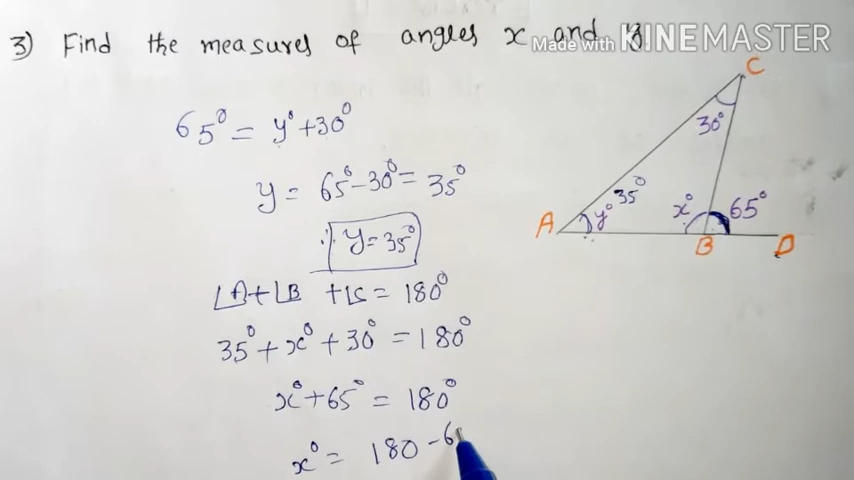 3) Find the measures of angles x and y
Made with KINEMASTER
65° = y° + 30°
y = 65° - 30° = 35°
∴ y = 35°
∠A + ∠B + ∠C = 180°
35° + x° + 30° = 180°
x° + 65° = 180°
x° = 180 - 6
C
30°
35°
A
y°
x°
65°
B
D